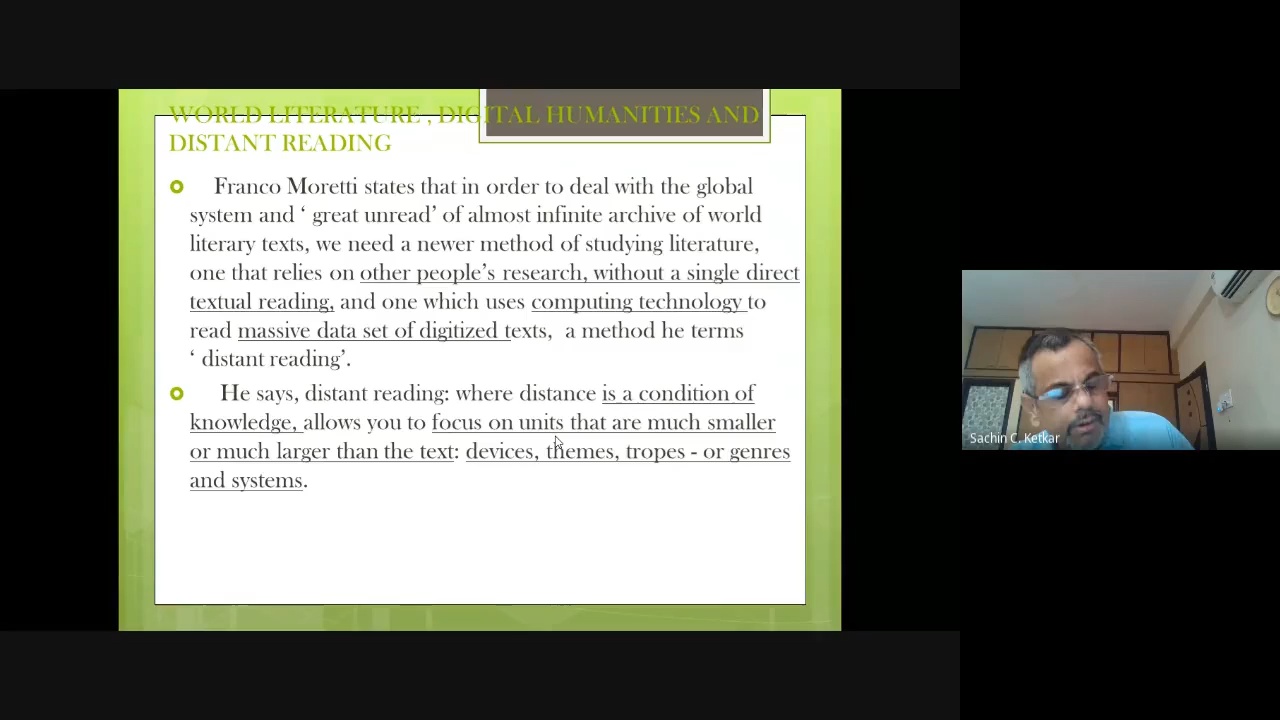 WORLD LITERATURE , DIGITAL HUMANITIES AND
DISTANT READING
Franco Moretti states that in order to deal with the global
system and ‘ great unread’ of almost infinite archive of world
literary texts, we need a newer method of studying literature,
one that relies on other people’s research, without a single direct
textual reading, and one which uses computing technology to
read massive data set of digitized texts, a method he terms
‘ distant reading’.
He says, distant reading: where distance is a condition of
knowledge, allows you to focus on units that are much smaller
or much larger than the text: devices, themes, tropes - or genres
and systems.
Sachin C. Ketkar